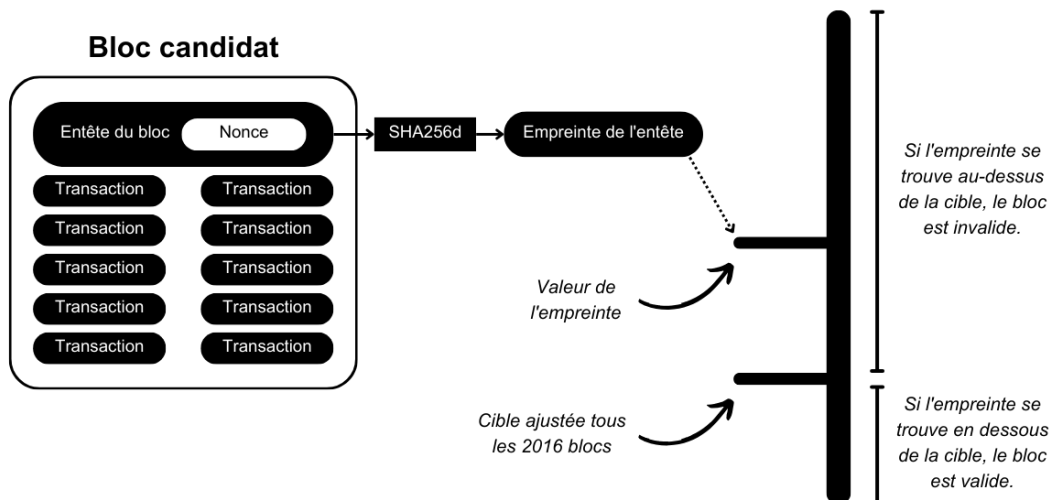 Bloc candidat
Entête du bloc
Nonce
SHA256d
Empreinte de l'entête
Transaction
Transaction
Transaction
Transaction
Transaction
Transaction
Transaction
Transaction
Transaction
Transaction
Valeur de
l'empreinte
Cible ajustée tous
les 2016 blocs
Si l'empreinte se
trouve au-dessus
de la cible, le bloc
est invalide.
Si l'empreinte se
trouve en dessous
de la cible, le bloc
est valide.